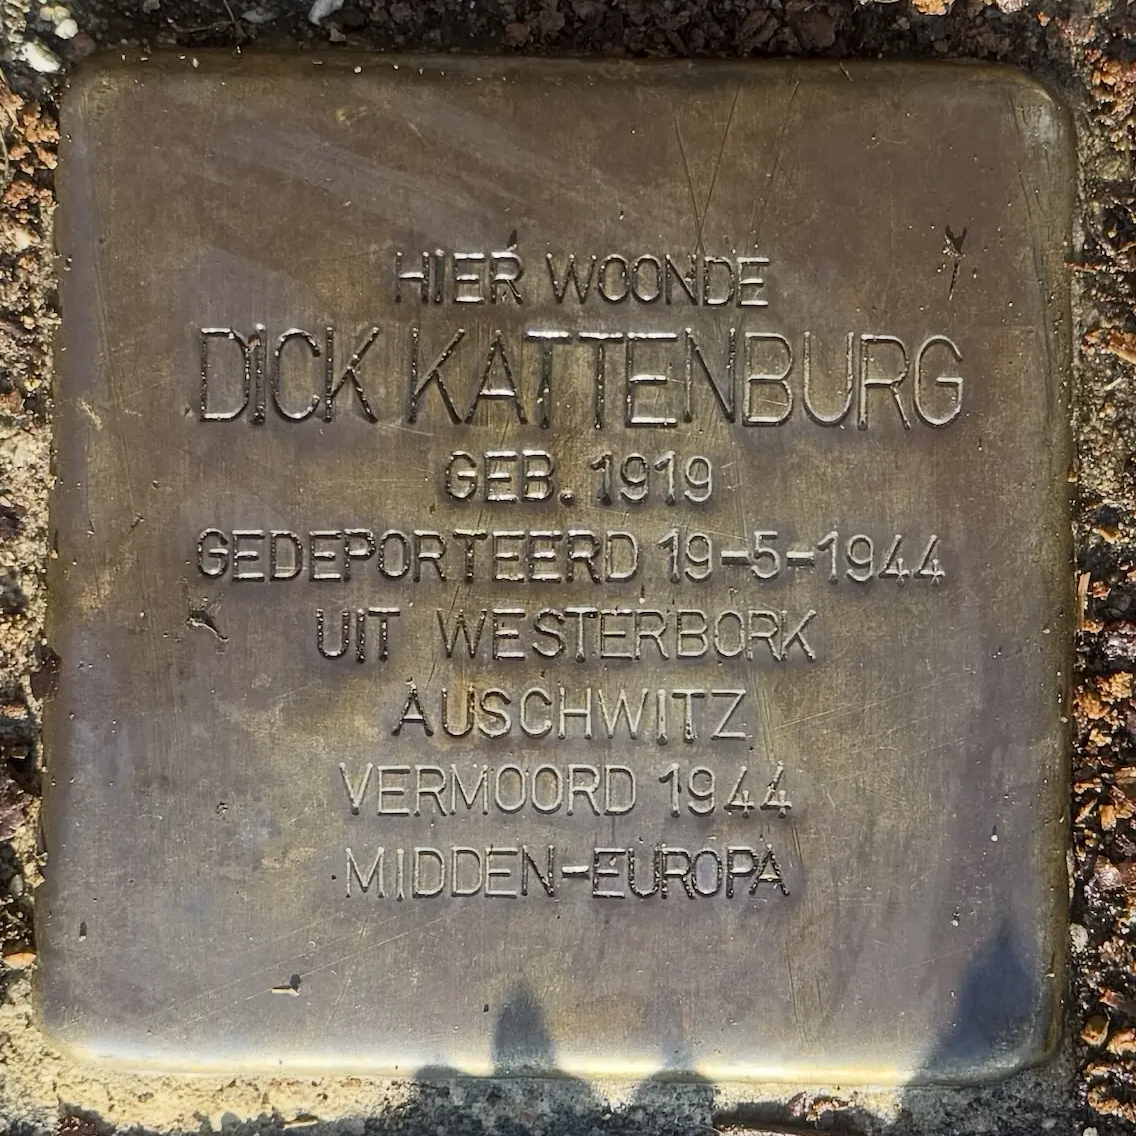 HIER WOONDE
DICK KATTENBURG
GEB. 1919
GEDEPORTEERD 19-5-1944
UIT WESTERBORK
AUSCHWITZ
VERMOORD 1944
MIDDEN-EUROPA